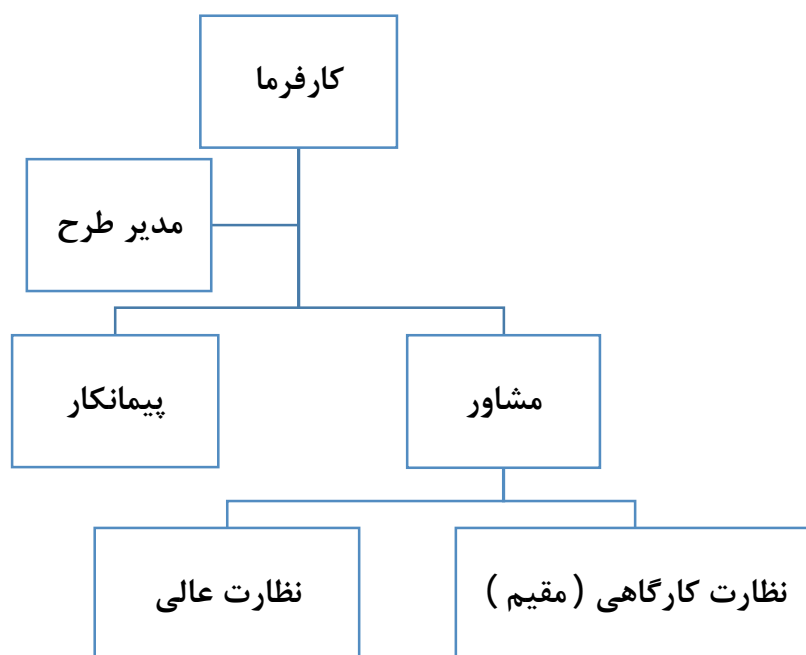 کارفرما
مدیر طرح
مشاور
پیمانکار
نظارت کارگاهی ( مقیم )
نظارت عالی